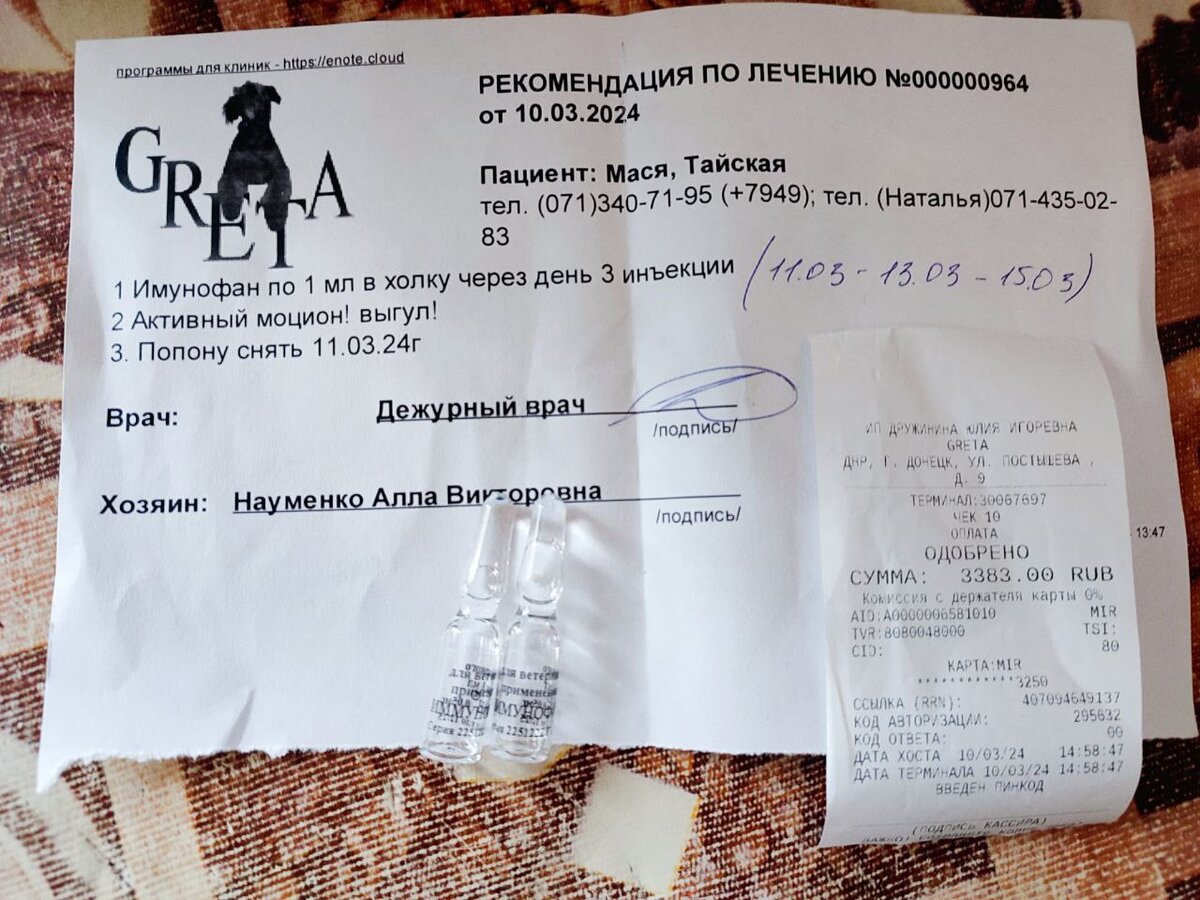 программы для клиник - https://enote.cloud
GRETA
РЕКОМЕНДАЦИЯ ПО ЛЕЧЕНИЮ №000000964
от 10.03.2024
Пациент: Мася, Тайская
тел. (071)340-71-95 (+7949); тел. (Наталья)071-435-02-
83
1 Имунофан по 1 мл в холку через день 3 инъекции (11.03 - 13.03 - 15.03)
2 Активный моцион! выгул!
3. Попону снять 11.03.24г
Врач: Дежурный врач
/подпись/
Хозяин: Науменко Алла Викторовна
/подпись/
13:47
ИП ДРУЖИНИНА ЮЛИЯ ИГОРЕВНА
GRETA
ДНР, Г. ДОНЕЦК, УЛ. ПОСТЫШЕВА ,
Д. 9
ТЕРМИНАЛ:30067697
ЧЕК 10
ОПЛАТА
ОДОБРЕНО
СУММА: 3383.00 RUB
Комиссия с держателя карты 0%
AID:A0000006581010 MIR
TVR:8080048000 TSI:
CID: 80
КАРТА:MIR
************3250
ССЫЛКА (RRN): 407094649137
КОД АВТОРИЗАЦИИ: 295632
КОД ОТВЕТА: 00
ДАТА ХОСТА 10/03/24 14:58:47
ДАТА ТЕРМИНАЛА 10/03/24 14:58:47
ВВЕДЕН ПИНКОД
(ПОДПИСЬ КАССИРА)
для ветер
применe
ИММУНОФ